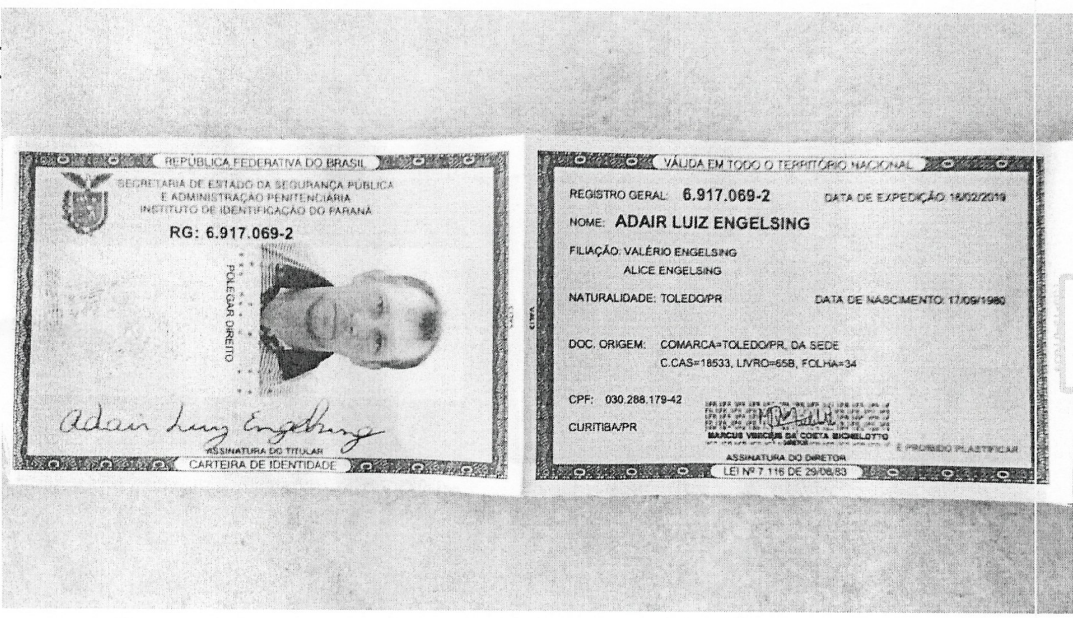 REPÚBLICA FEDERATIVA DO BRASIL
SECRETARIA DE ESTADO DA SEGURANÇA PÚBLICA
E ADMINISTRAÇÃO PENITENCIÁRIA
INSTITUTO DE IDENTIFICAÇÃO DO PARANÁ
RG: 6.917.069-2
POLEGAR DIREITO
Adair Luiz Engelsing
ASSINATURA DO TITULAR
CARTEIRA DE IDENTIDADE
VÁLIDA EM TODO O TERRITÓRIO NACIONAL
REGISTRO GERAL: 6.917.069-2 DATA DE EXPEDIÇÃO: 18/02/2019
NOME: ADAIR LUIZ ENGELSING
FILIAÇÃO: VALÉRIO ENGELSING
ALICE ENGELSING
NATURALIDADE: TOLEDO/PR DATA DE NASCIMENTO: 17/09/1980
DOC. ORIGEM: COMARCA=TOLEDO/PR, DA SEDE
C.CAS=18533, LIVRO=65B, FOLHA=34
CPF: 030.288.179-42
CURITIBA/PR
MARCUS VINICIUS DA COSTA MICHELOTTO
É PROIBIDO PLASTIFICAR
ASSINATURA DO DIRETOR
LEI Nº 7.116 DE 29/08/83